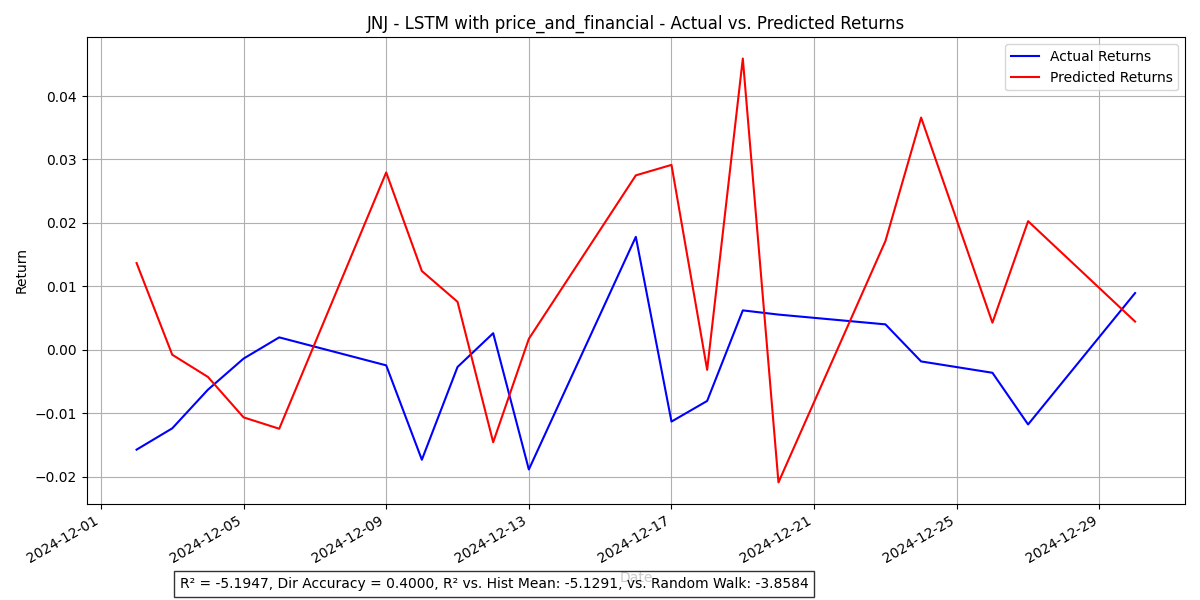 JNJ - LSTM with price_and_financial - Actual vs. Predicted Returns
Actual Returns
Predicted Returns
Return
0.04
0.03
0.02
0.01
0.00
−0.01
−0.02
2024-12-01
2024-12-05
2024-12-09
2024-12-13
2024-12-17
2024-12-21
2024-12-25
2024-12-29
Date
R² = -5.1947, Dir Accuracy = 0.4000, R² vs. Hist Mean: -5.1291, vs. Random Walk: -3.8584